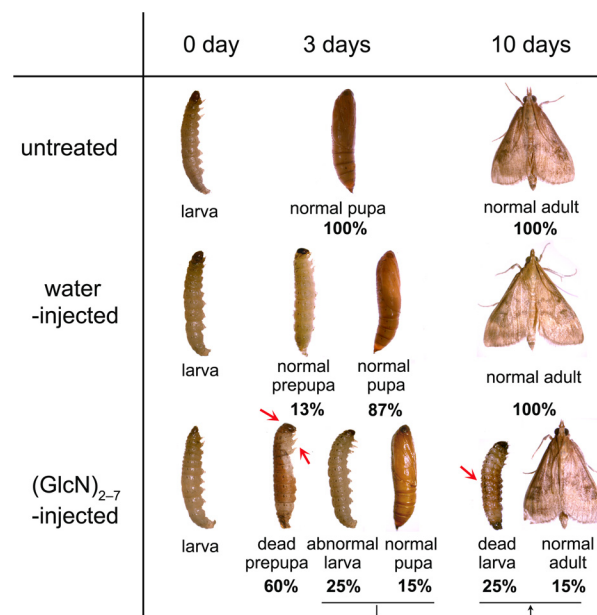 0 day 3 days 10 days
untreated
larva normal pupa normal adult
100% 100%
water
-injected
larva normal prepupa normal pupa normal adult
13% 87% 100%
(GlcN)2–7
-injected
larva dead prepupa abnormal larva normal pupa dead larva normal adult
60% 25% 15% 25% 15%